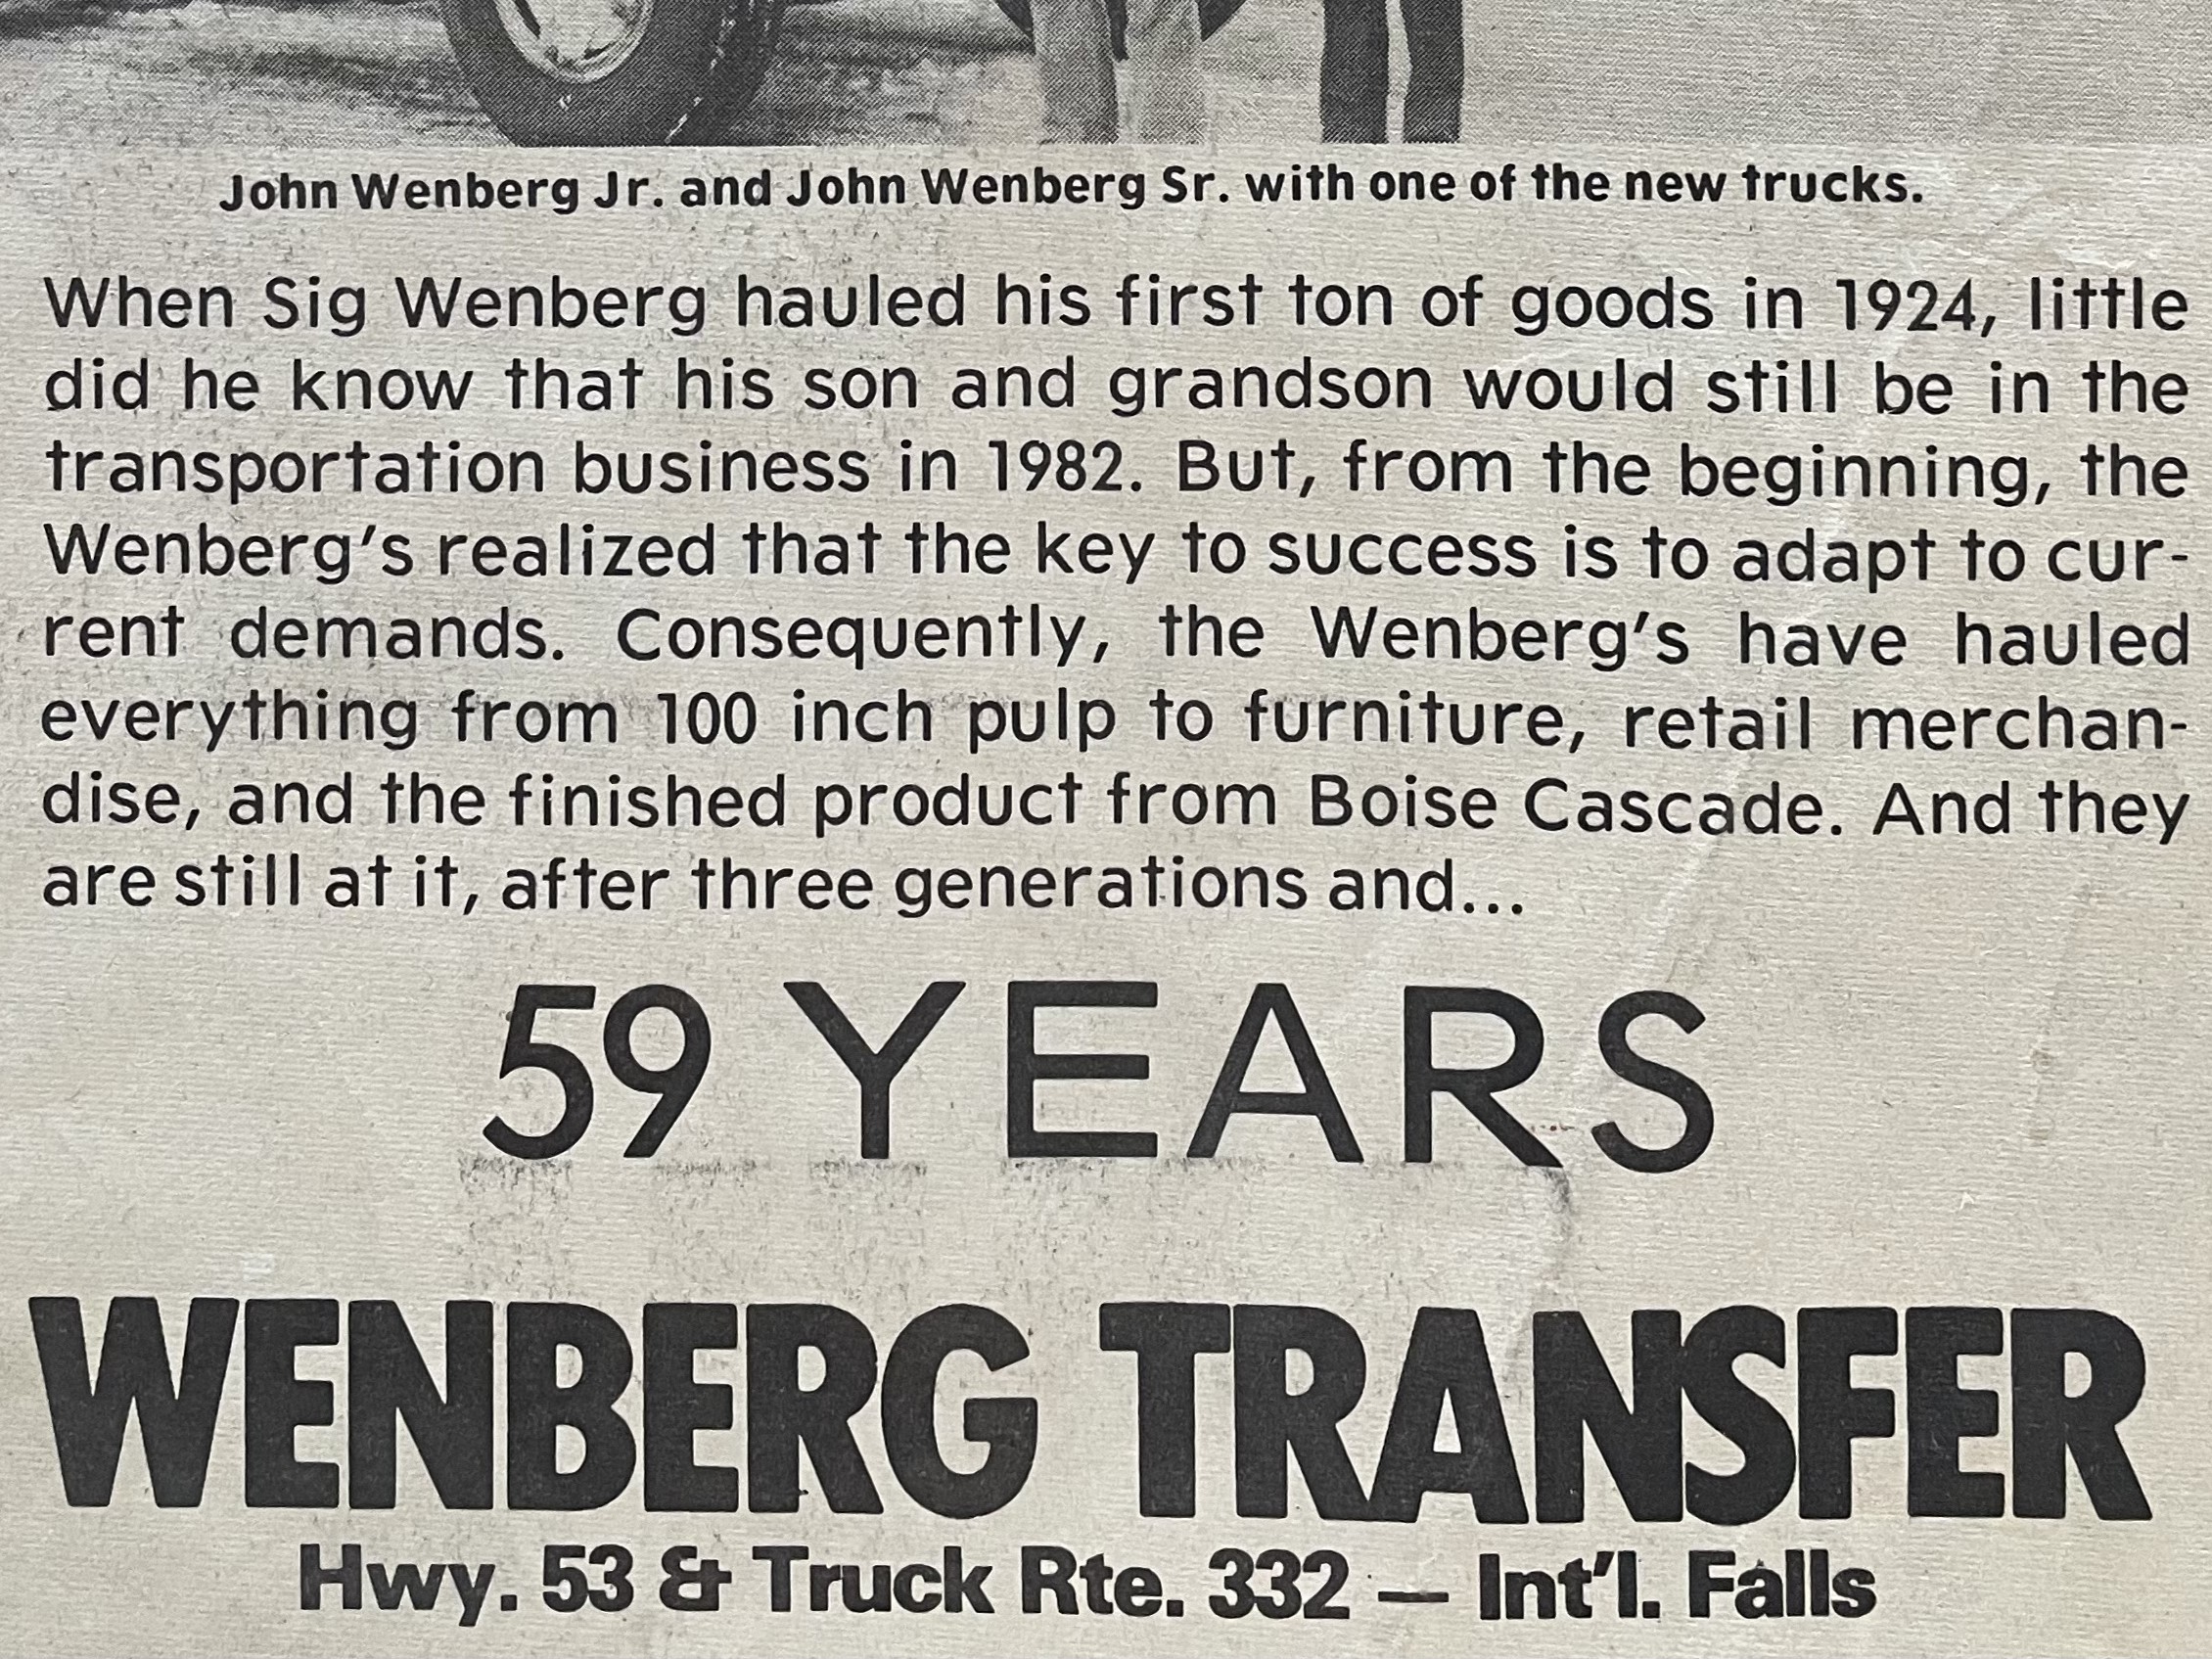 John Wenberg Jr. and John Wenberg Sr. with one of the new trucks.
When Sig Wenberg hauled his first ton of goods in 1924, little
did he know that his son and grandson would still be in the
transportation business in 1982. But, from the beginning, the
Wenberg's realized that the key to success is to adapt to cur-
rent demands. Consequently, the Wenberg's have hauled
everything from 100 inch pulp to furniture, retail merchan-
dise, and the finished product from Boise Cascade. And they
are still at it, after three generations and...
59 YEARS
WENBERG TRANSFER
Hwy. 53 & Truck Rte. 332 — Int'l. Falls